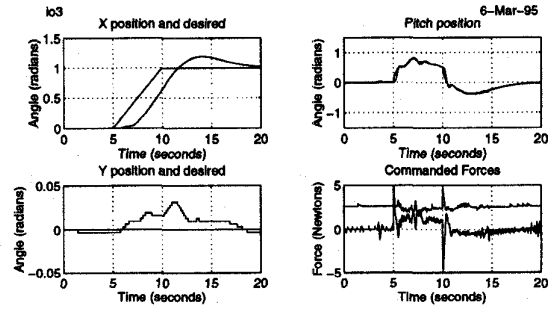 io3
6-Mar-95
X position and desired
Angle (radians)
1.5
1
0.5
0
0 5 10 15 20
Time (seconds)
Pitch position
Angle (radians)
1
0
-1
0 5 10 15 20
Time (seconds)
Y position and desired
Angle (radians)
0.05
0
-0.05
0 5 10 15 20
Time (seconds)
Commanded Forces
Force (Newtons)
5
0
-5
0 5 10 15 20
Time (seconds)